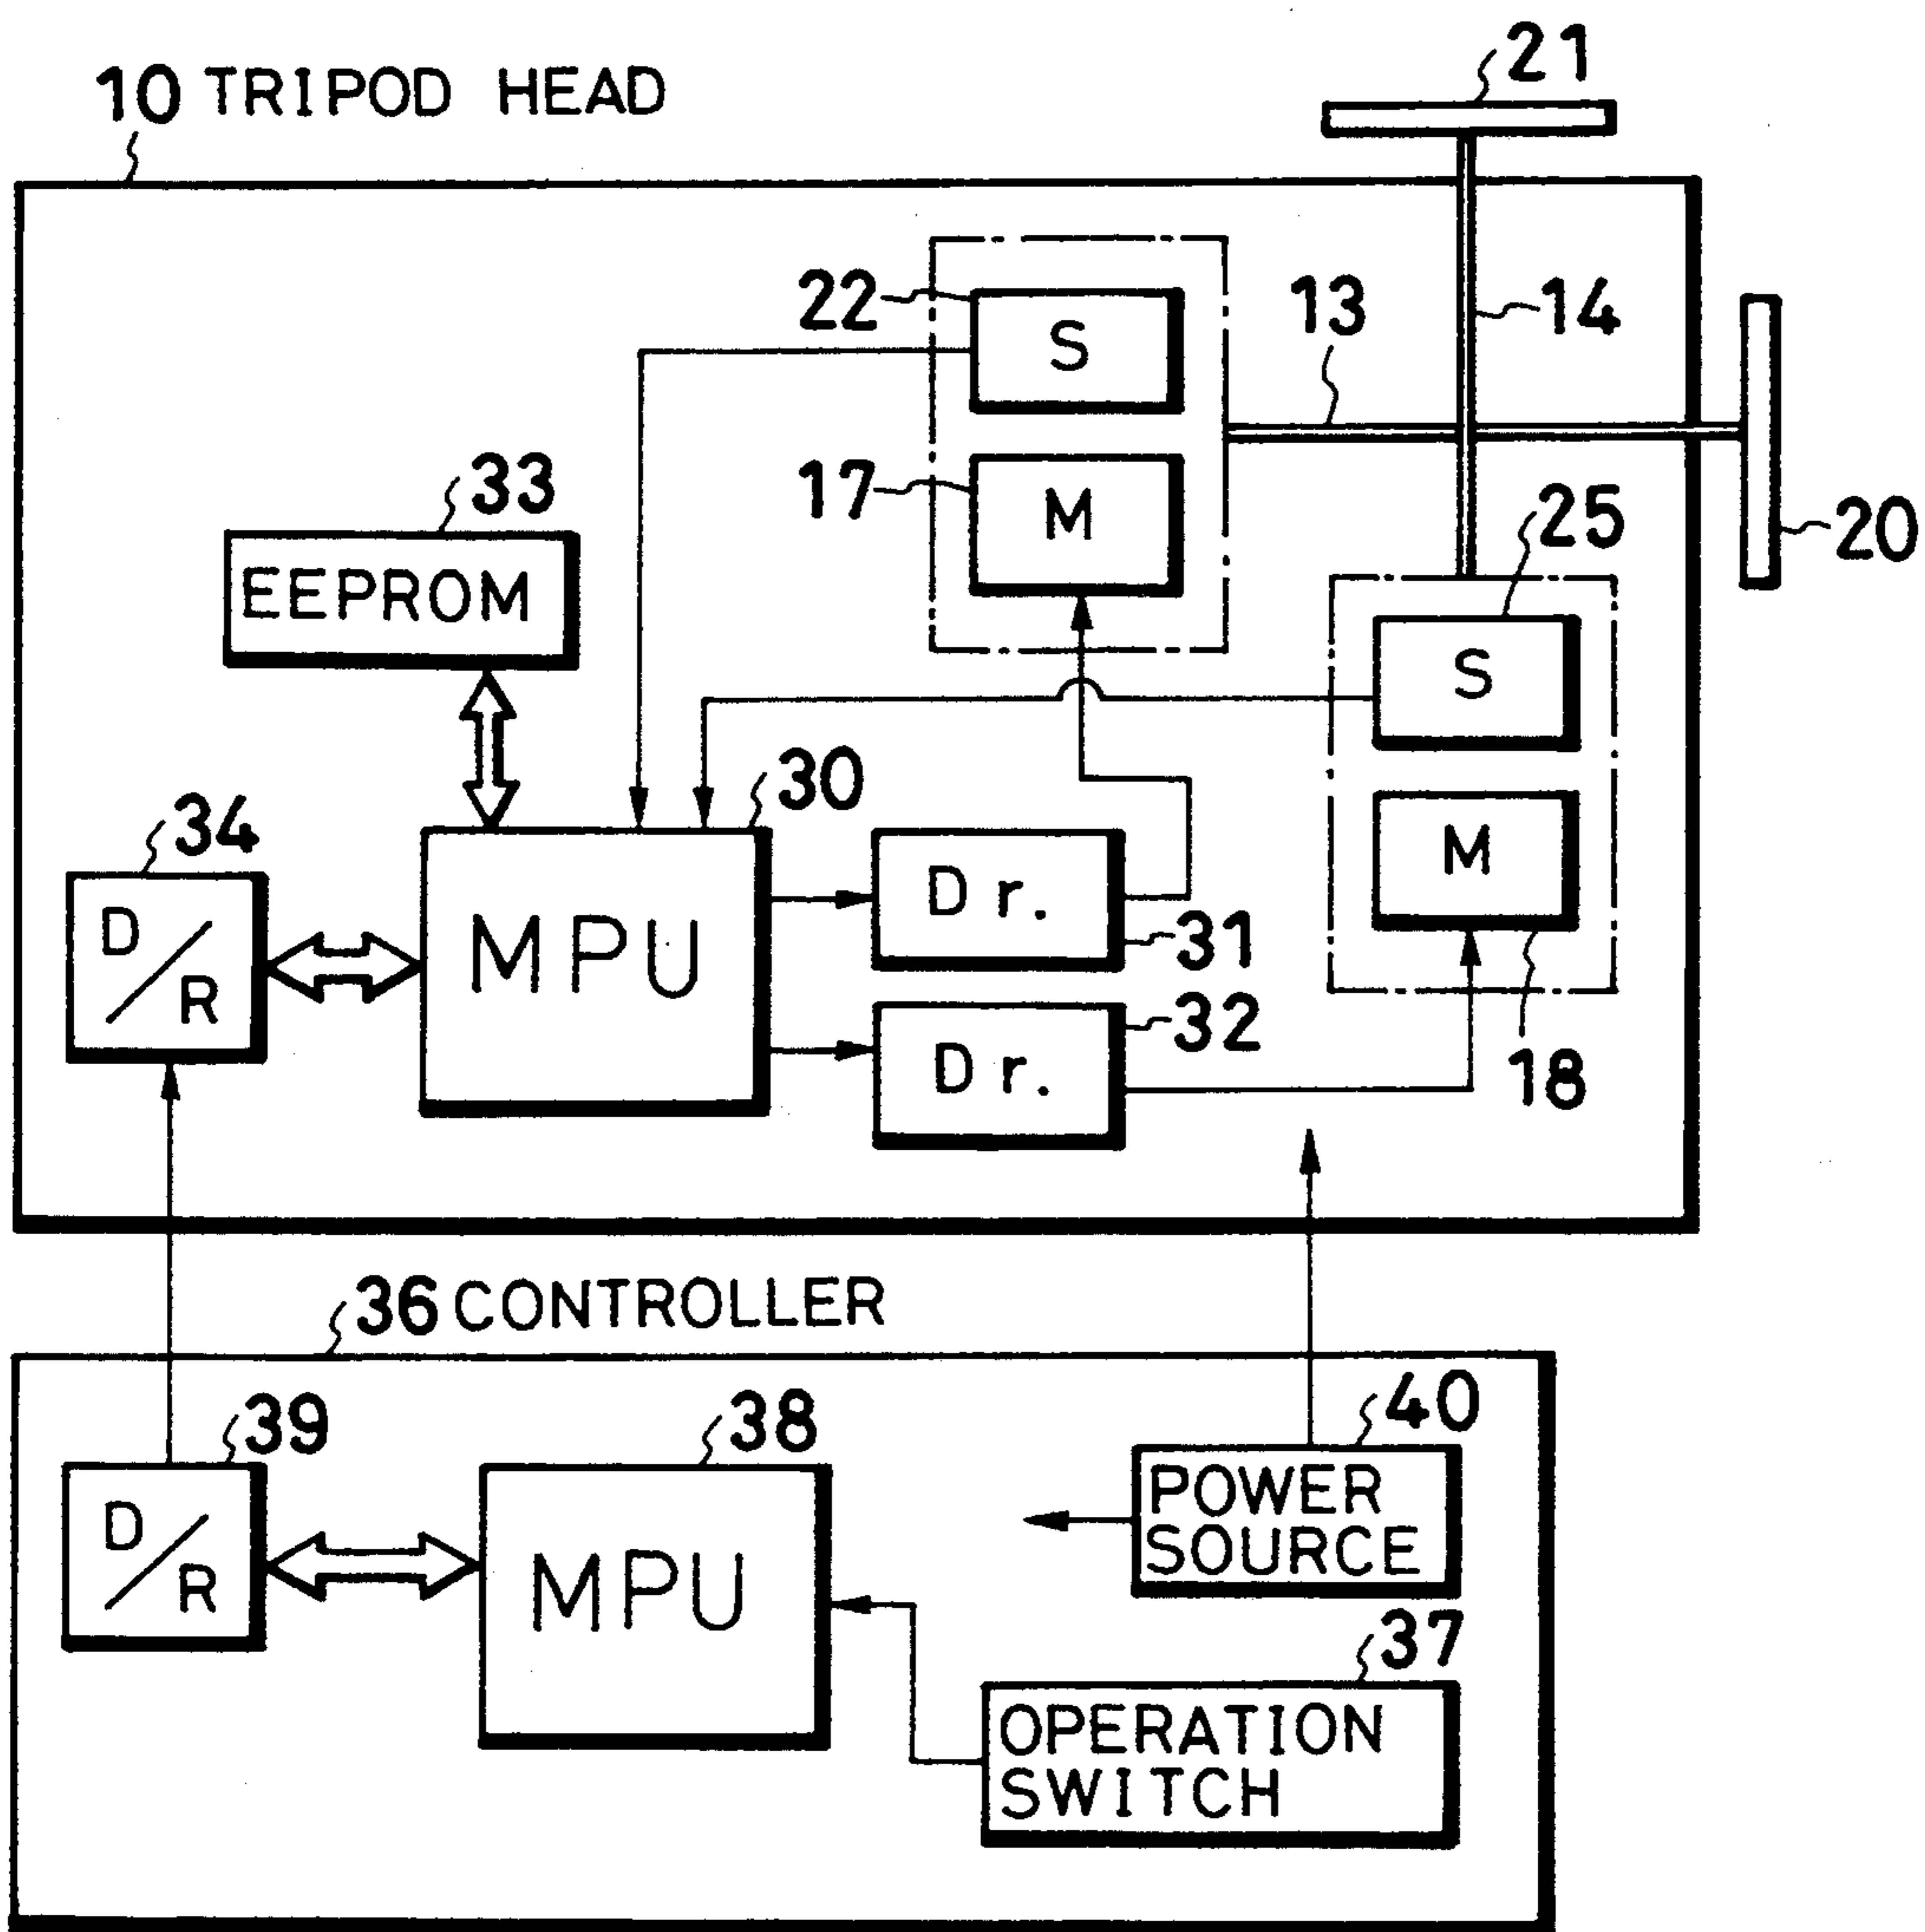 21
10 TRIPOD HEAD
22
S
13
14
17
M
33
25
20
EEPROM
S
30
34
M
D/R
MPU
Dr.
31
32
Dr.
18
36 CONTROLLER
39
38
40
D/R
MPU
POWER
SOURCE
37
OPERATION
SWITCH